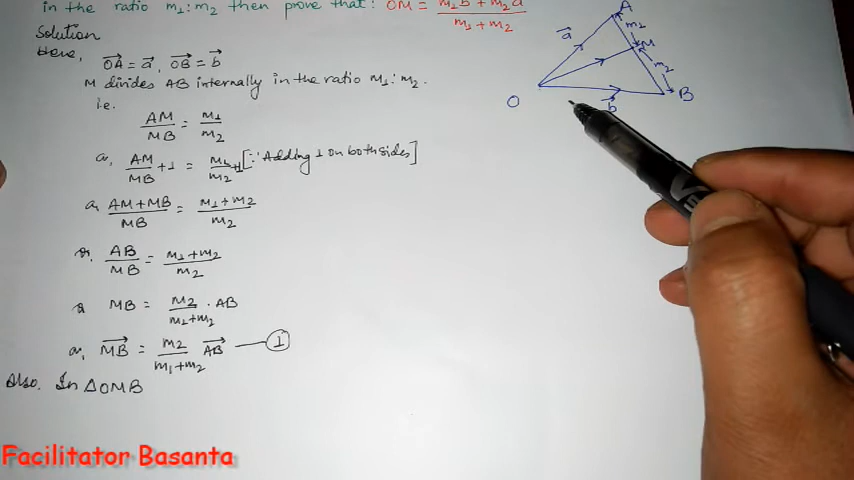 in the ratio m₁:m₂ then prove that: OM = (m₁b⃗ + m₂a⃗)/(m₁+m₂)
Solution
Here,
OA⃗ = a⃗, OB⃗ = b⃗
M divides AB internally in the ratio m₁:m₂.
i.e.
AM/MB = m₁/m₂
or, AM/MB +1 = m₁/m₂ +1 [∵ Adding 1 on both sides]
or, (AM+MB)/MB = (m₁+m₂)/m₂
or, AB/MB = (m₁+m₂)/m₂
or MB = m₂/(m₁+m₂) · AB
or, MB⃗ = m₂/(m₁+m₂) AB⃗ — ①
Also. In △OMB
A
a⃗
m₂
M
m₂
O
b⃗
B
Facilitator Basanta